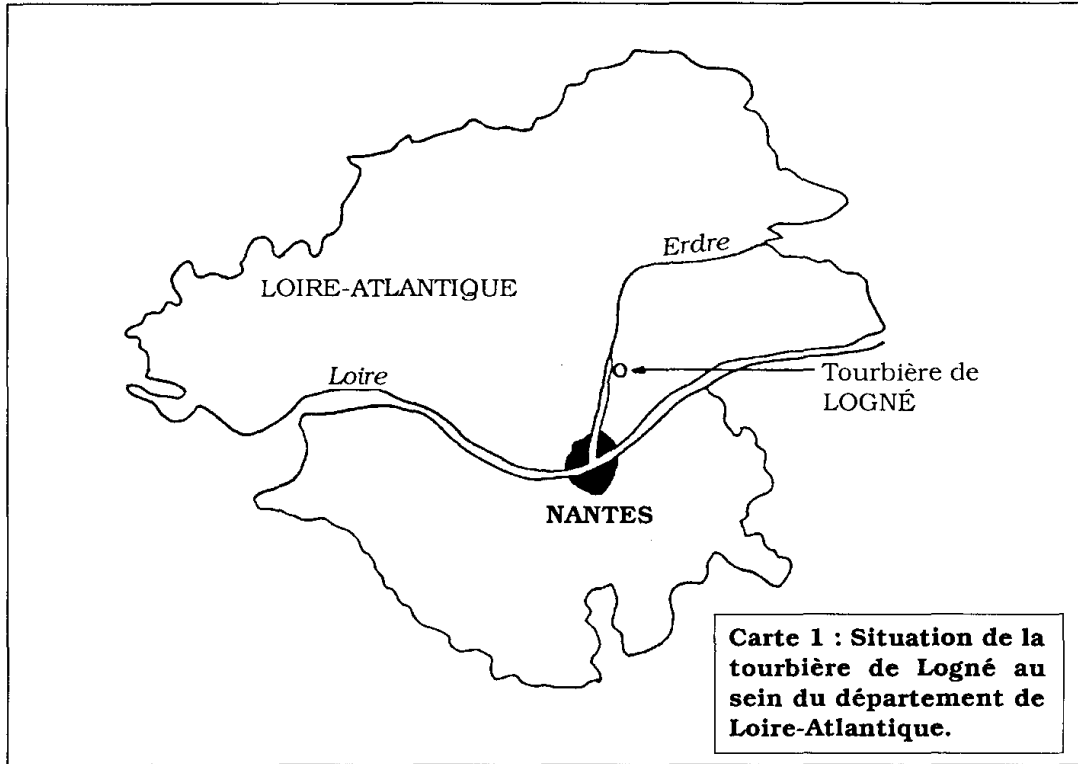 Erdre
LOIRE-ATLANTIQUE
Loire
Tourbière de
LOGNÉ
NANTES
Carte 1 : Situation de la
tourbière de Logné au
sein du département de
Loire-Atlantique.